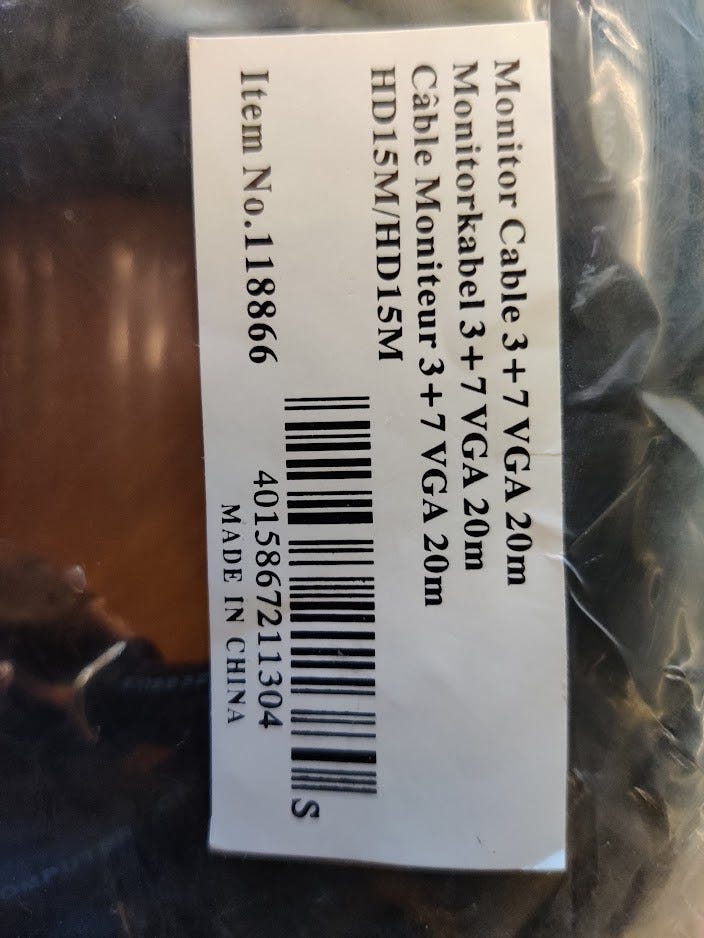 Monitor Cable 3+7 VGA 20m
Monitorkabel 3+7 VGA 20m
Câble Moniteur 3+7 VGA 20m
HD15M/HD15M
S
4015867211304
Item No.118866
MADE IN CHINA